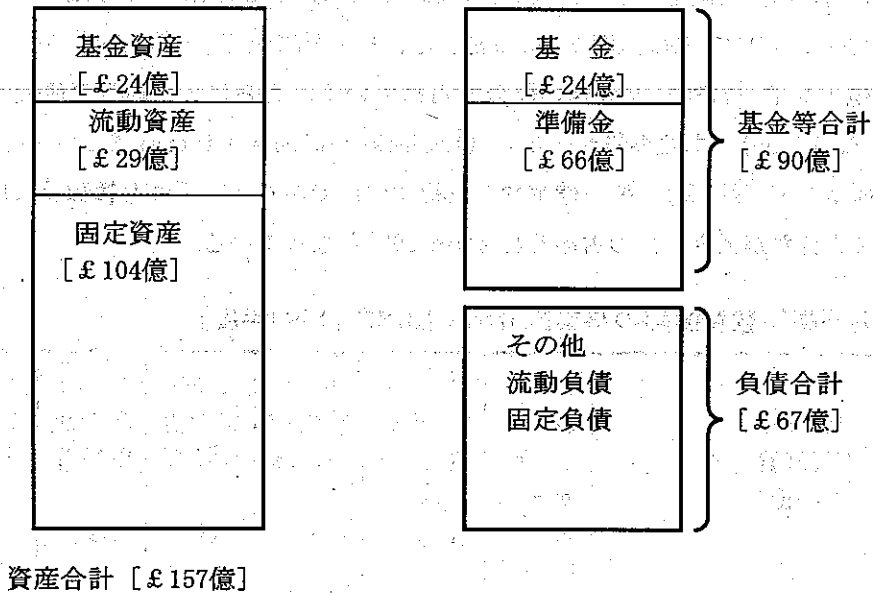 基金資産
[£24億]
流動資産
[£29億]
固定資産
[£104億]
資産合計 [£157億]
基 金
[£24億]
準備金
[£66億]
基金等合計
[£90億]
その他
流動負債
固定負債
負債合計
[£67億]